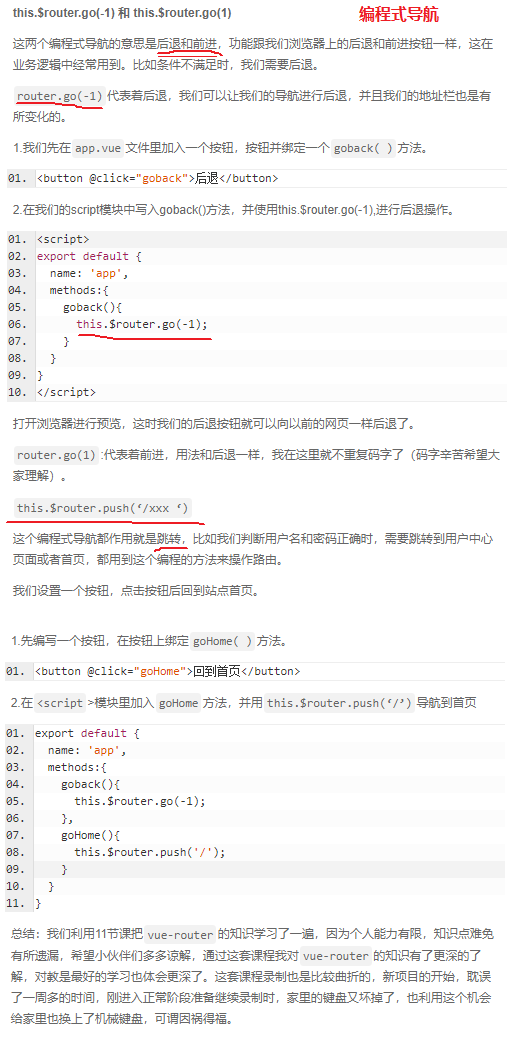 this.$router.go(-1) 和 this.$router.go(1)
编程式导航
这两个编程式导航的意思是后退和前进，功能跟我们浏览器上的后退和前进按钮一样，这在
业务逻辑中经常用到。比如条件不满足时，我们需要后退。
router.go(-1) 代表着后退，我们可以让我们的导航进行后退，并且我们的地址栏也是有
所变化的。
1.我们先在 app.vue 文件里加入一个按钮，按钮并绑定一个 goback( ) 方法。
01. <button @click="goback">后退</button>
2.在我们的script模块中写入goback()方法，并使用this.$router.go(-1),进行后退操作。
01. <script>
02. export default {
03.   name: 'app',
04.   methods:{
05.     goback(){
06.       this.$router.go(-1);
07.     }
08.   }
09. }
10. </script>
打开浏览器进行预览，这时我们的后退按钮就可以向以前的网页一样后退了。
router.go(1) :代表着前进，用法和后退一样，我在这里就不重复码字了（码字辛苦希望大
家理解）。
this.$router.push(‘/xxx ‘)
这个编程式导航都作用就是跳转，比如我们判断用户名和密码正确时，需要跳转到用户中心
页面或者首页，都用到这个编程的方法来操作路由。
我们设置一个按钮，点击按钮后回到站点首页。
1.先编写一个按钮，在按钮上绑定 goHome( ) 方法。
01. <button @click="goHome">回到首页</button>
2.在 <script >模块里加入 goHome 方法，并用 this.$router.push(‘/’) 导航到首页
01. export default {
02.   name: 'app',
03.   methods:{
04.     goback(){
05.       this.$router.go(-1);
06.     },
07.     goHome(){
08.       this.$router.push('/');
09.     }
10.   }
11. }
总结：我们利用11节课把 vue-router 的知识学习了一遍，因为个人能力有限，知识点难免
有所遗漏，希望小伙伴们多多谅解，通过这套课程我对 vue-router 的知识有了更深的了
解，对教是最好的学习也体会更深了。这套课程录制也是比较曲折的，新项目的开始，耽误
了一周多的时间，刚进入正常阶段准备继续录制时，家里的键盘又坏掉了，也利用这个机会
给家里也换上了机械键盘，可谓因祸得福。